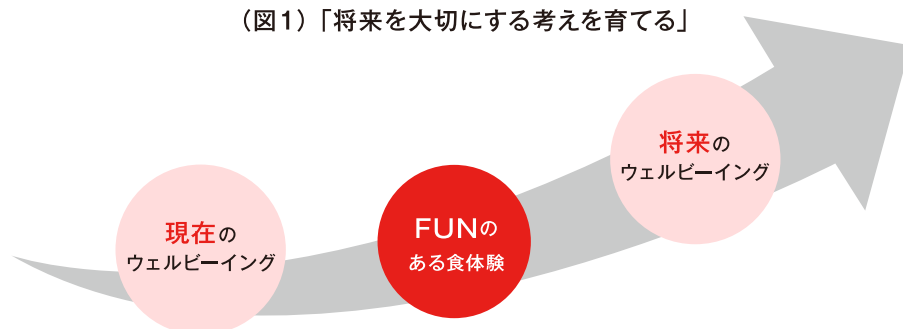 （図1）「将来を大切にする考えを育てる」
将来の
ウェルビーイング
FUNの
ある食体験
現在の
ウェルビーイング